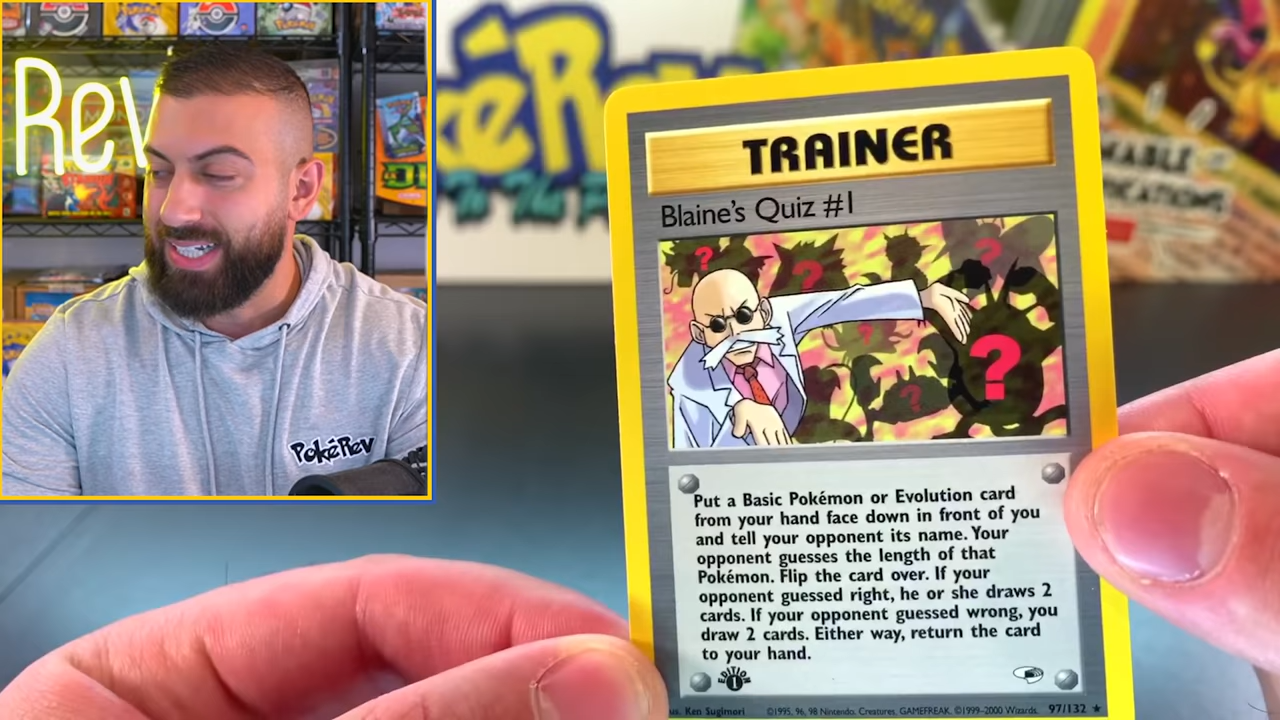 Rev
PokéRev
TRAINER
Blaine's Quiz #1
?
?
?
?
?
?
Put a Basic Pokémon or Evolution card
from your hand face down in front of you
and tell your opponent its name. Your
opponent guesses the length of that
Pokémon. Flip the card over. If your
opponent guessed right, he or she draws 2
cards. If your opponent guessed wrong, you
draw 2 cards. Either way, return the card
to your hand.
EDITION
1
Ken Sugimori ©1995, 96, 98 Nintendo, Creatures, GAMEFREAK. ©1999-2000 Wizards. 97/132 ★